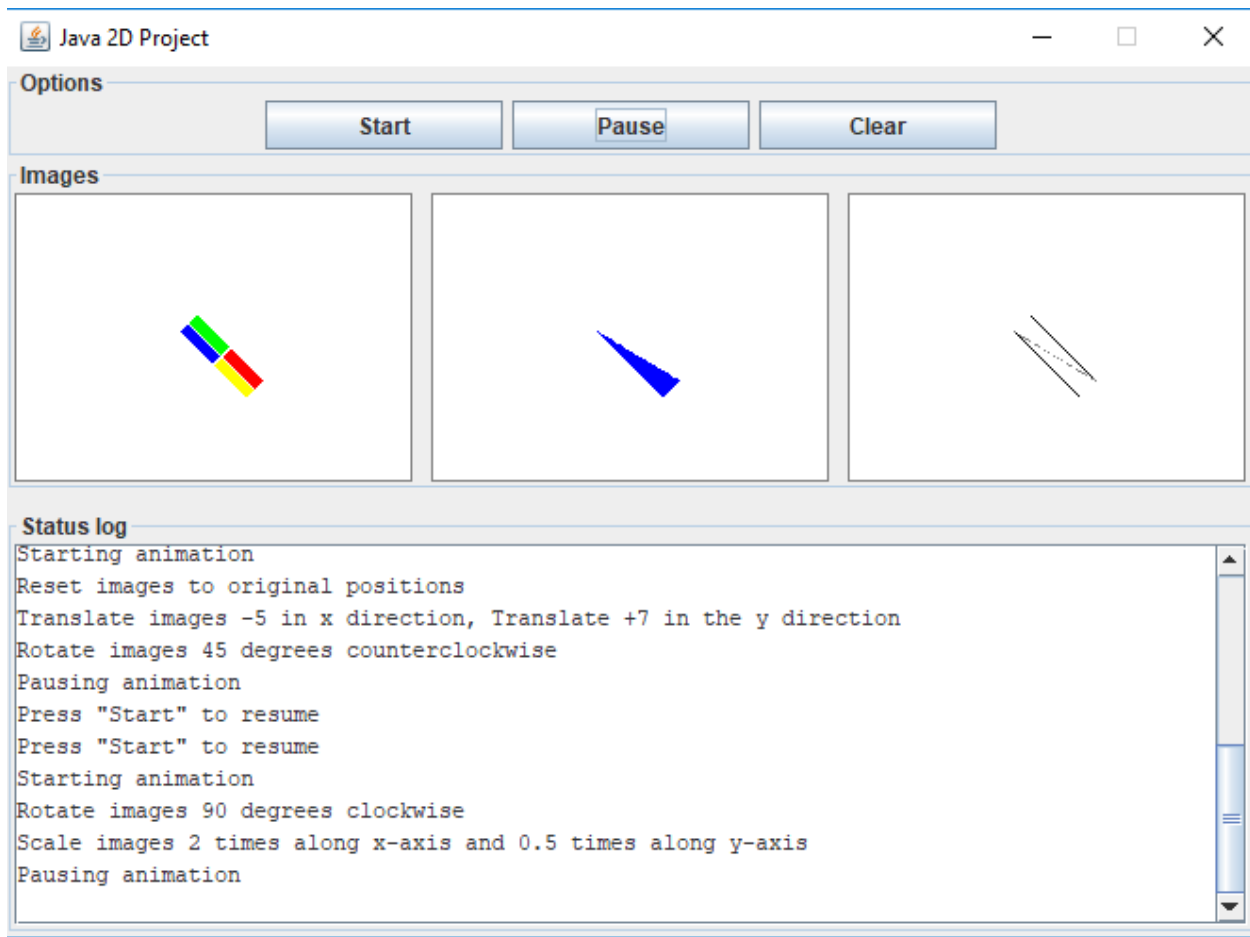 Java 2D Project
Options
Start Pause Clear
Images
Status log
Starting animation
Reset images to original positions
Translate images -5 in x direction, Translate +7 in the y direction
Rotate images 45 degrees counterclockwise
Pausing animation
Press "Start" to resume
Press "Start" to resume
Starting animation
Rotate images 90 degrees clockwise
Scale images 2 times along x-axis and 0.5 times along y-axis
Pausing animation